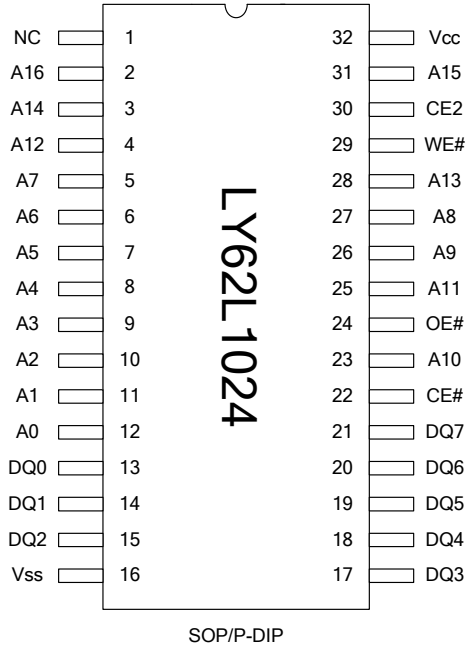 NC 1 32 Vcc
A16 2 31 A15
A14 3 30 CE2
A12 4 29 WE#
A7 5 28 A13
A6 6 27 A8
A5 7 26 A9
A4 8 25 A11
A3 9 24 OE#
A2 10 23 A10
A1 11 22 CE#
A0 12 21 DQ7
DQ0 13 20 DQ6
DQ1 14 19 DQ5
DQ2 15 18 DQ4
Vss 16 17 DQ3
LY62L1024
SOP/P-DIP